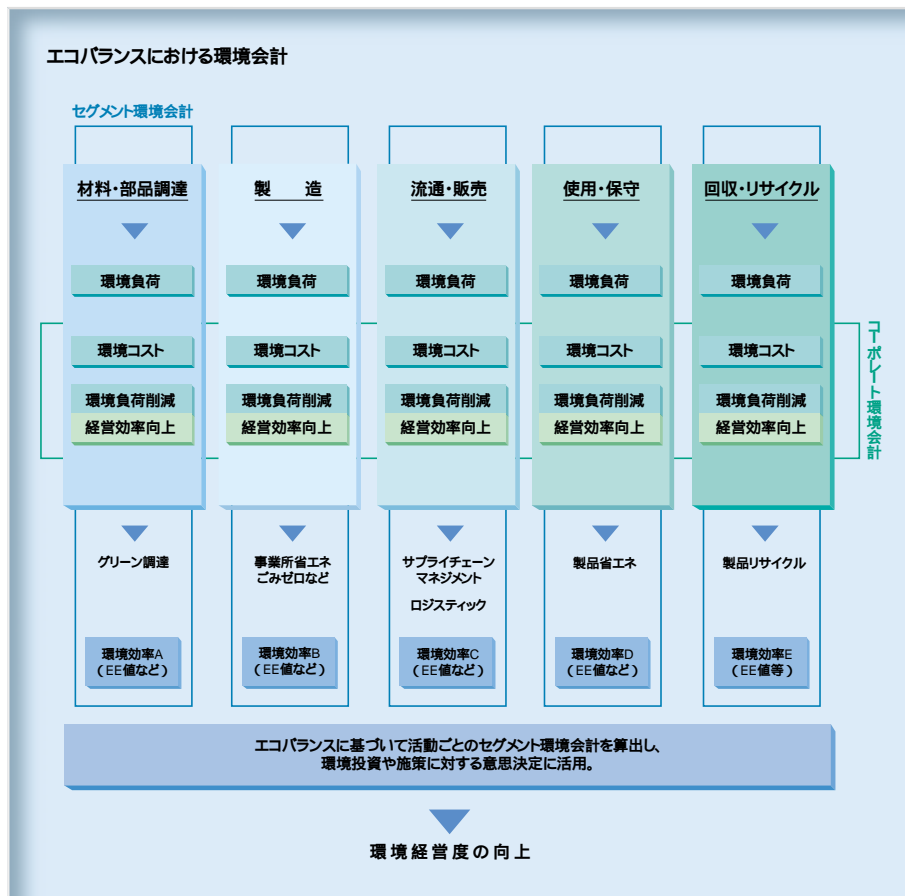 エコバランスにおける環境会計
セグメント環境会計
材料・部品調達
環境負荷
環境コスト
環境負荷削減
経営効率向上
グリーン調達
環境効率A
（EE値など）
製　造
環境負荷
環境コスト
環境負荷削減
経営効率向上
事業所省エネ
ごみゼロなど
環境効率B
（EE値など）
流通・販売
環境負荷
環境コスト
環境負荷削減
経営効率向上
サプライチェーン
マネジメント
ロジスティック
環境効率C
（EE値など）
使用・保守
環境負荷
環境コスト
環境負荷削減
経営効率向上
製品省エネ
環境効率D
（EE値など）
回収・リサイクル
環境負荷
環境コスト
環境負荷削減
経営効率向上
製品リサイクル
環境効率E
（EE値等）
コーポレート環境会計
エコバランスに基づいて活動ごとのセグメント環境会計を算出し、
環境投資や施策に対する意思決定に活用。
環境経営度の向上